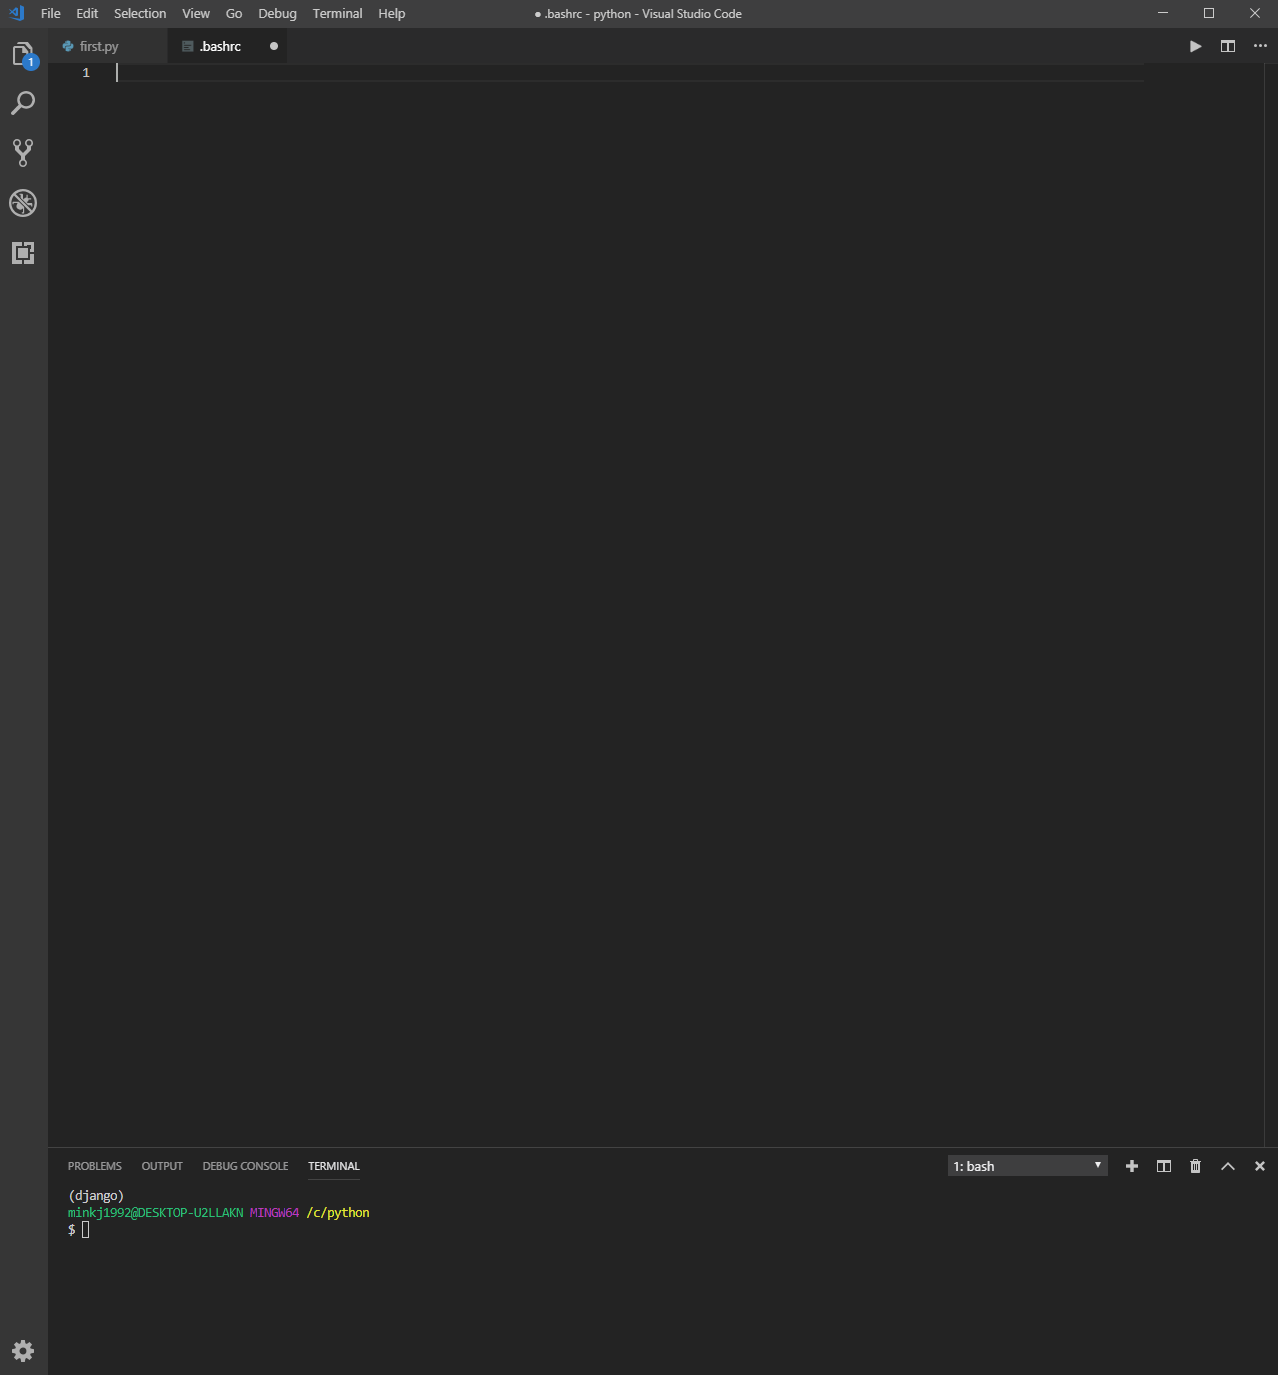 File Edit Selection View Go Debug Terminal Help ● .bashrc - python - Visual Studio Code
first.py .bashrc ●
1
1
PROBLEMS OUTPUT DEBUG CONSOLE TERMINAL 1: bash
(django)
minkj1992@DESKTOP-U2LLAKN MINGW64 /c/python
$